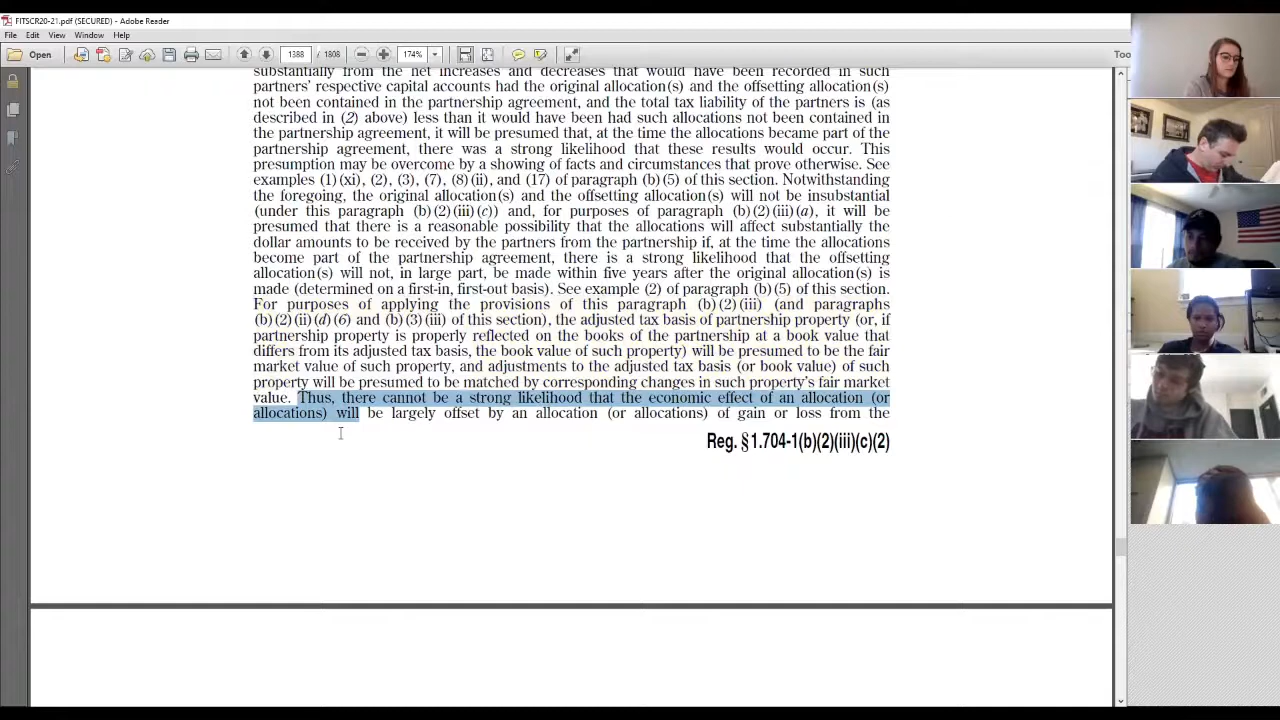 FITSCR20-21.pdf (SECURED) - Adobe Reader
File Edit View Window Help
Open 1388 / 1808 174% Too
substantially from the net increases and decreases that would have been recorded in such
partners' respective capital accounts had the original allocation(s) and the offsetting allocation(s)
not been contained in the partnership agreement, and the total tax liability of the partners is (as
described in (2) above) less than it would have been had such allocations not been contained in
the partnership agreement, it will be presumed that, at the time the allocations became part of the
partnership agreement, there was a strong likelihood that these results would occur. This
presumption may be overcome by a showing of facts and circumstances that prove otherwise. See
examples (1)(xi), (2), (3), (7), (8)(ii), and (17) of paragraph (b)(5) of this section. Notwithstanding
the foregoing, the original allocation(s) and the offsetting allocation(s) will not be insubstantial
(under this paragraph (b)(2)(iii)(c)) and, for purposes of paragraph (b)(2)(iii)(a), it will be
presumed that there is a reasonable possibility that the allocations will affect substantially the
dollar amounts to be received by the partners from the partnership if, at the time the allocations
become part of the partnership agreement, there is a strong likelihood that the offsetting
allocation(s) will not, in large part, be made within five years after the original allocation(s) is
made (determined on a first-in, first-out basis). See example (2) of paragraph (b)(5) of this section.
For purposes of applying the provisions of this paragraph (b)(2)(iii) (and paragraphs
(b)(2)(ii)(d)(6) and (b)(3)(iii) of this section), the adjusted tax basis of partnership property (or, if
partnership property is properly reflected on the books of the partnership at a book value that
differs from its adjusted tax basis, the book value of such property) will be presumed to be the fair
market value of such property, and adjustments to the adjusted tax basis (or book value) of such
property will be presumed to be matched by corresponding changes in such property's fair market
value. Thus, there cannot be a strong likelihood that the economic effect of an allocation (or
allocations) will be largely offset by an allocation (or allocations) of gain or loss from the
Reg. §1.704-1(b)(2)(iii)(c)(2)